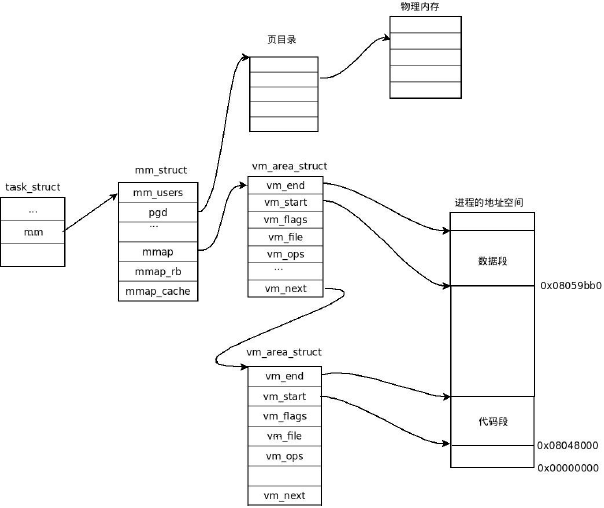 物理内存
页目录
mm_struct
vm_area_struct
task_struct
...
mm
mm_users
pgd
...
mmap
mmap_rb
mmap_cache
vm_end
vm_start
vm_flags
vm_file
vm_ops
...
vm_next
进程的地址空间
数据段
0x08059bb0
代码段
0x08048000
0x00000000
vm_area_struct
vm_end
vm_start
vm_flags
vm_file
vm_ops
vm_next